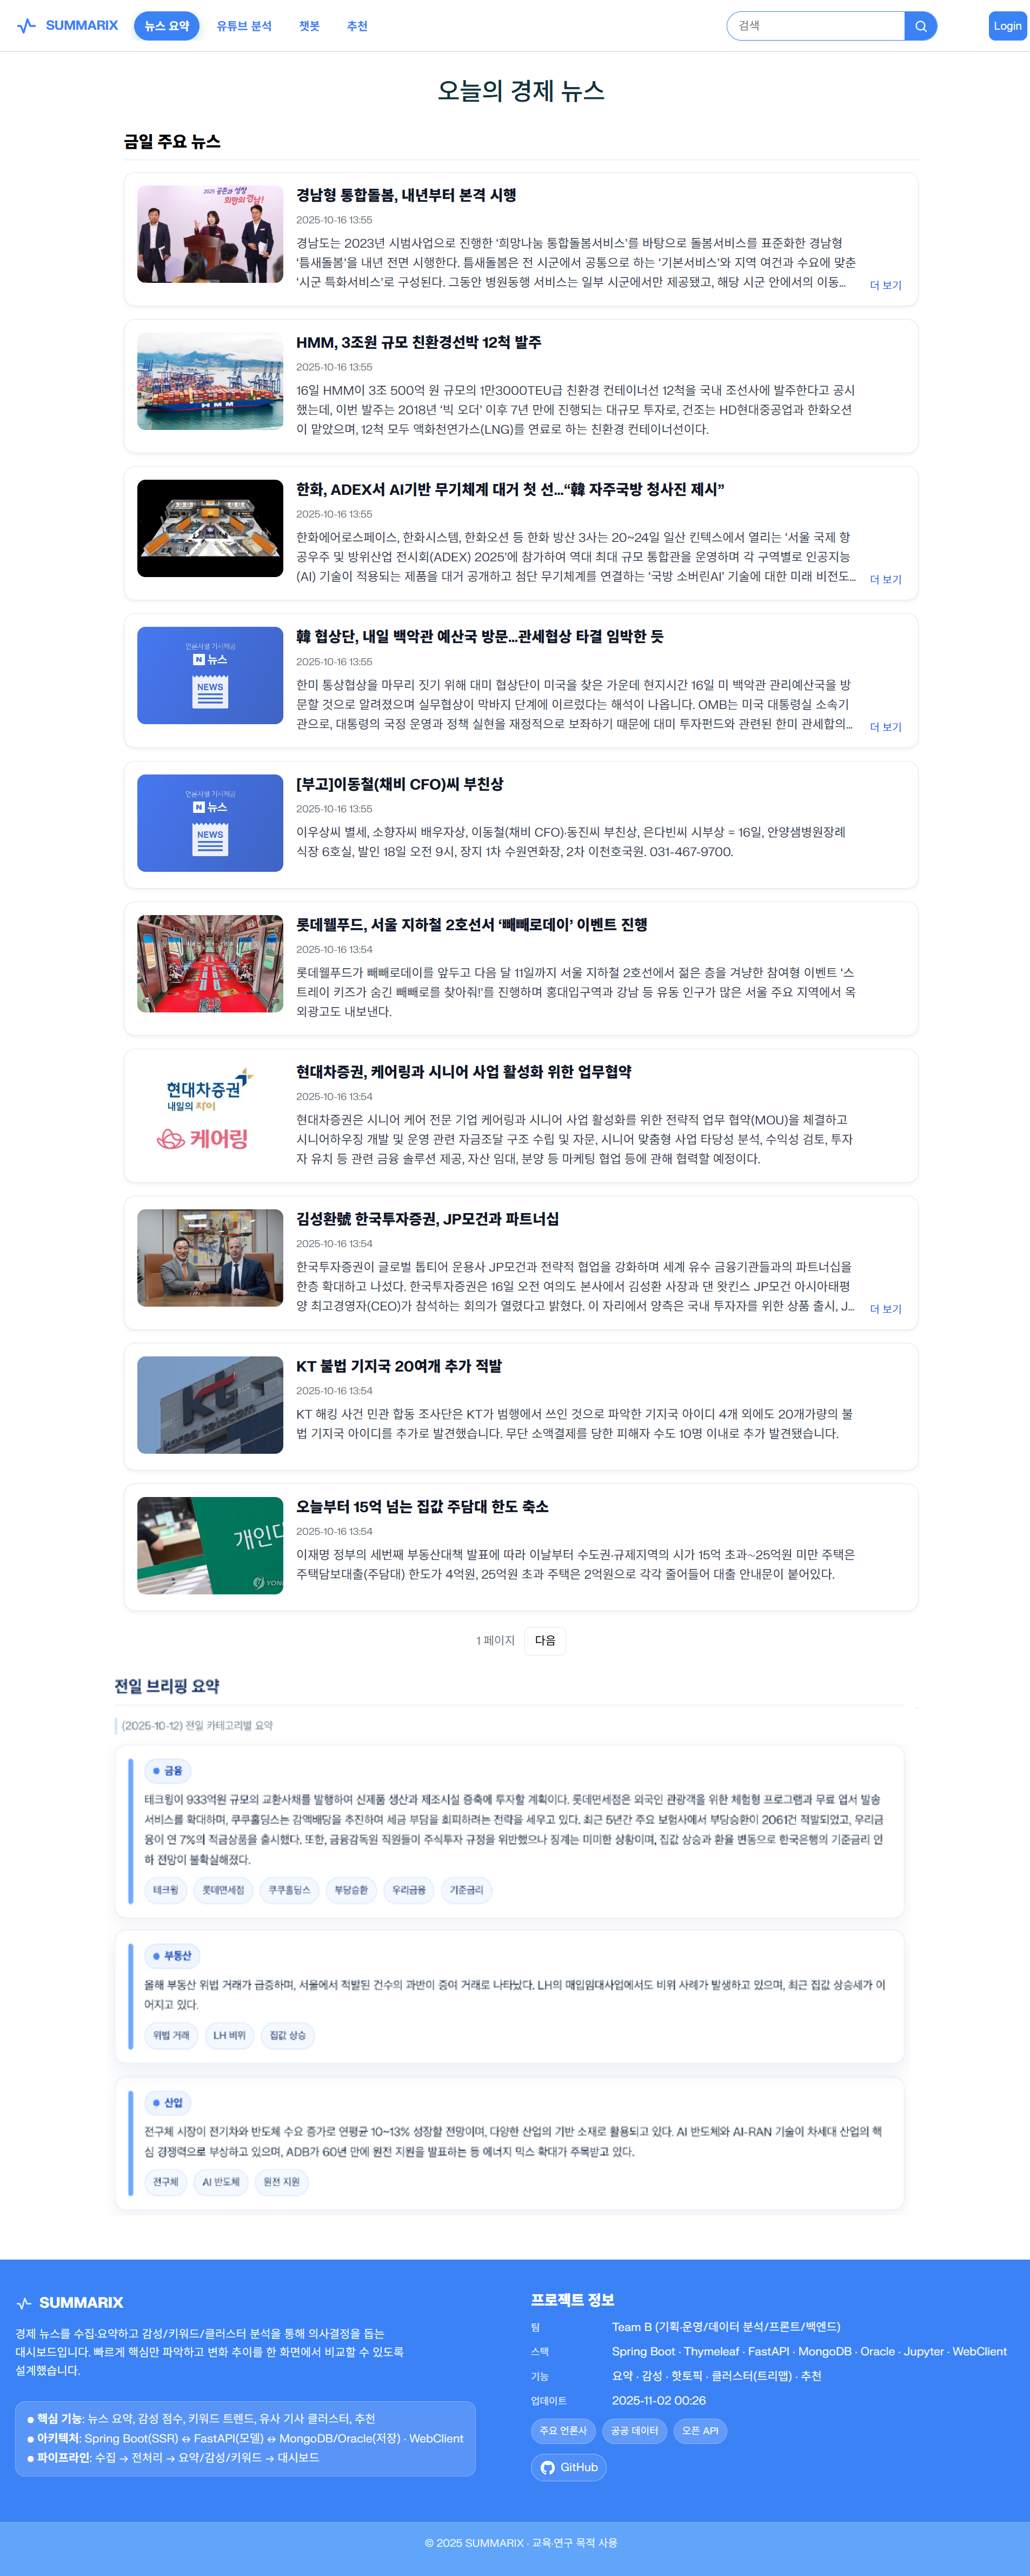 SUMMARIX
뉴스 요약
유튜브 분석
챗봇
추천
검색
Login
오늘의 경제 뉴스
금일 주요 뉴스
2025 굳은과 성장
희망의 경남!
경남형 통합돌봄, 내년부터 본격 시행
2025-10-16 13:55
경남도는 2023년 시범사업으로 진행한 ‘희망나눔 통합돌봄서비스’를 바탕으로 돌봄서비스를 표준화한 경남형
‘틈새돌봄’을 내년 전면 시행한다. 틈새돌봄은 전 시군에서 공통으로 하는 ‘기본서비스’와 지역 여건과 수요에 맞춘
‘시군 특화서비스’로 구성된다. 그동안 병원동행 서비스는 일부 시군에서만 제공됐고, 해당 시군 안에서의 이동...
더 보기
HMM
HMM, 3조원 규모 친환경선박 12척 발주
2025-10-16 13:55
16일 HMM이 3조 500억 원 규모의 1만3000TEU급 친환경 컨테이너선 12척을 국내 조선사에 발주한다고 공시
했는데, 이번 발주는 2018년 ‘빅 오더’ 이후 7년 만에 진행되는 대규모 투자로, 건조는 HD현대중공업과 한화오션
이 맡았으며, 12척 모두 액화천연가스(LNG)를 연료로 하는 친환경 컨테이너선이다.
한화, ADEX서 AI기반 무기체계 대거 첫 선…“韓 자주국방 청사진 제시”
2025-10-16 13:55
한화에어로스페이스, 한화시스템, 한화오션 등 한화 방산 3사는 20~24일 일산 킨텍스에서 열리는 ‘서울 국제 항
공우주 및 방위산업 전시회(ADEX) 2025’에 참가하여 역대 최대 규모 통합관을 운영하며 각 구역별로 인공지능
(AI) 기술이 적용되는 제품을 대거 공개하고 첨단 무기체계를 연결하는 ‘국방 소버린AI’ 기술에 대한 미래 비전도...
더 보기
언론사별 기사제공
N 뉴스
NEWS
韓 협상단, 내일 백악관 예산국 방문…관세협상 타결 임박한 듯
2025-10-16 13:55
한미 통상협상을 마무리 짓기 위해 대미 협상단이 미국을 찾은 가운데 현지시간 16일 미 백악관 관리예산국을 방
문할 것으로 알려졌으며 실무협상이 막바지 단계에 이르렀다는 해석이 나옵니다. OMB는 미국 대통령실 소속기
관으로, 대통령의 국정 운영과 정책 실현을 재정적으로 보좌하기 때문에 대미 투자펀드와 관련된 한미 관세합의...
더 보기
언론사별 기사제공
N 뉴스
NEWS
[부고]이동철(채비 CFO)씨 부친상
2025-10-16 13:55
이우상씨 별세, 소향자씨 배우자상, 이동철(채비 CFO)·동진씨 부친상, 은다빈씨 시부상 = 16일, 안양샘병원장례
식장 6호실, 발인 18일 오전 9시, 장지 1차 수원연화장, 2차 이천호국원. 031-467-9700.
롯데웰푸드, 서울 지하철 2호선서 ‘빼빼로데이’ 이벤트 진행
2025-10-16 13:54
롯데웰푸드가 빼빼로데이를 앞두고 다음 달 11일까지 서울 지하철 2호선에서 젊은 층을 겨냥한 참여형 이벤트 ‘스
트레이 키즈가 숨긴 빼빼로를 찾아줘!’를 진행하며 홍대입구역과 강남 등 유동 인구가 많은 서울 주요 지역에서 옥
외광고도 내보낸다.
현대차증권
내일의 차이
케어링
현대차증권, 케어링과 시니어 사업 활성화 위한 업무협약
2025-10-16 13:54
현대차증권은 시니어 케어 전문 기업 케어링과 시니어 사업 활성화를 위한 전략적 업무 협약(MOU)을 체결하고
시니어하우징 개발 및 운영 관련 자금조달 구조 수립 및 자문, 시니어 맞춤형 사업 타당성 분석, 수익성 검토, 투자
자 유치 등 관련 금융 솔루션 제공, 자산 임대, 분양 등 마케팅 협업 등에 관해 협력할 예정이다.
김성환號 한국투자증권, JP모건과 파트너십
2025-10-16 13:54
한국투자증권이 글로벌 톱티어 운용사 JP모건과 전략적 협업을 강화하며 세계 유수 금융기관들과의 파트너십을
한층 확대하고 나섰다. 한국투자증권은 16일 오전 여의도 본사에서 김성환 사장과 댄 왓킨스 JP모건 아시아태평
양 최고경영자(CEO)가 참석하는 회의가 열렸다고 밝혔다. 이 자리에서 양측은 국내 투자자를 위한 상품 출시, J...
더 보기
kt
korea telecom
KT 불법 기지국 20여개 추가 적발
2025-10-16 13:54
KT 해킹 사건 민관 합동 조사단은 KT가 범행에서 쓰인 것으로 파악한 기지국 아이디 4개 외에도 20개가량의 불
법 기지국 아이디를 추가로 발견했습니다. 무단 소액결제를 당한 피해자 수도 10명 이내로 추가 발견됐습니다.
개인대
YON
오늘부터 15억 넘는 집값 주담대 한도 축소
2025-10-16 13:54
이재명 정부의 세번째 부동산대책 발표에 따라 이날부터 수도권·규제지역의 시가 15억 초과∼25억원 미만 주택은
주택담보대출(주담대) 한도가 4억원, 25억원 초과 주택은 2억원으로 각각 줄어들어 대출 안내문이 붙어있다.
1 페이지
다음
전일 브리핑 요약
(2025-10-12) 전일 카테고리별 요약
금융
테크윙이 933억원 규모의 교환사채를 발행하여 신제품 생산과 제조시설 증축에 투자할 계획이다. 롯데면세점은 외국인 관광객을 위한 체험형 프로그램과 무료 엽서 발송
서비스를 확대하며, 쿠쿠홀딩스는 감액배당을 추진하여 세금 부담을 회피하려는 전략을 세우고 있다. 최근 5년간 주요 보험사에서 부당승환이 2061건 적발되었고, 우리금
융이 연 7%의 적금상품을 출시했다. 또한, 금융감독원 직원들이 주식투자 규정을 위반했으나 징계는 미미한 상황이며, 집값 상승과 환율 변동으로 한국은행의 기준금리 인
하 전망이 불확실해졌다.
테크윙
롯데면세점
쿠쿠홀딩스
부당승환
우리금융
기준금리
부동산
올해 부동산 위법 거래가 급증하며, 서울에서 적발된 건수의 과반이 증여 거래로 나타났다. LH의 매입임대사업에서도 비위 사례가 발생하고 있으며, 최근 집값 상승세가 이
어지고 있다.
위법 거래
LH 비위
집값 상승
산업
전구체 시장이 전기차와 반도체 수요 증가로 연평균 10~13% 성장할 전망이며, 다양한 산업의 기반 소재로 활용되고 있다. AI 반도체와 AI-RAN 기술이 차세대 산업의 핵
심 경쟁력으로 부상하고 있으며, ADB가 60년 만에 원전 지원을 발표하는 등 에너지 믹스 확대가 주목받고 있다.
전구체
AI 반도체
원전 지원
SUMMARIX
경제 뉴스를 수집·요약하고 감성/키워드/클러스터 분석을 통해 의사결정을 돕는
대시보드입니다. 빠르게 핵심만 파악하고 변화 추이를 한 화면에서 비교할 수 있도록
설계했습니다.
● 핵심 기능: 뉴스 요약, 감성 점수, 키워드 트렌드, 유사 기사 클러스터, 추천
● 아키텍처: Spring Boot(SSR) ↔ FastAPI(모델) ↔ MongoDB/Oracle(저장) · WebClient
● 파이프라인: 수집 → 전처리 → 요약/감성/키워드 → 대시보드
프로젝트 정보
팀 Team B (기획·운영/데이터 분석/프론트/백엔드)
스택 Spring Boot · Thymeleaf · FastAPI · MongoDB · Oracle · Jupyter · WebClient
기능 요약 · 감성 · 핫토픽 · 클러스터(트리맵) · 추천
업데이트 2025-11-02 00:26
주요 언론사
공공 데이터
오픈 API
GitHub
© 2025 SUMMARIX · 교육·연구 목적 사용